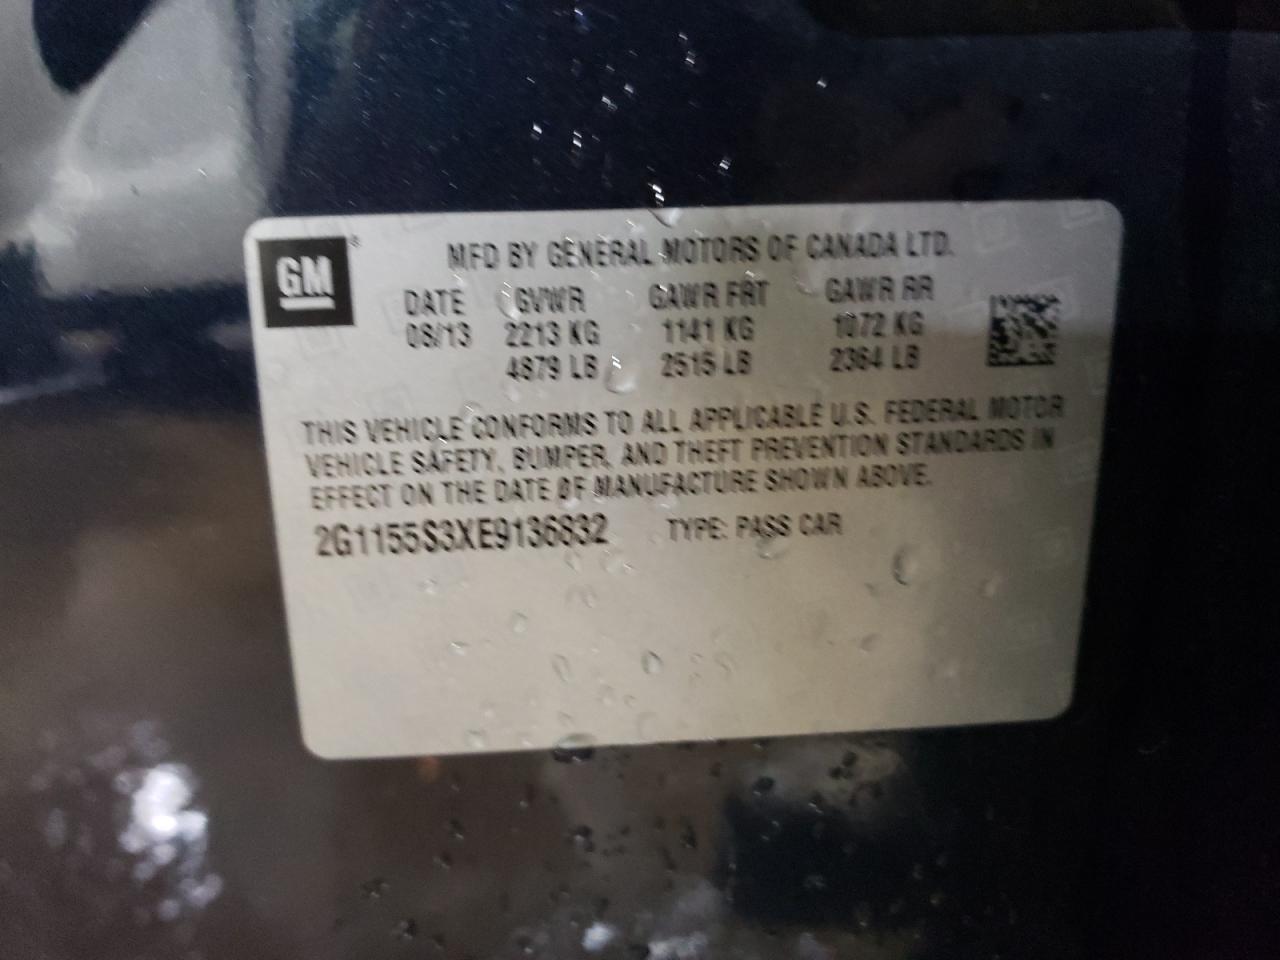 GM
MFD BY GENERAL MOTORS OF CANADA LTD.
DATE GVWR GAWR FRT GAWR RR
08/13 2213 KG 1141 KG 1072 KG
4879 LB 2515 LB 2364 LB
THIS VEHICLE CONFORMS TO ALL APPLICABLE U.S. FEDERAL MOTOR
VEHICLE SAFETY, BUMPER, AND THEFT PREVENTION STANDARDS IN
EFFECT ON THE DATE OF MANUFACTURE SHOWN ABOVE.
2G1155S3XE9136832 TYPE: PASS CAR